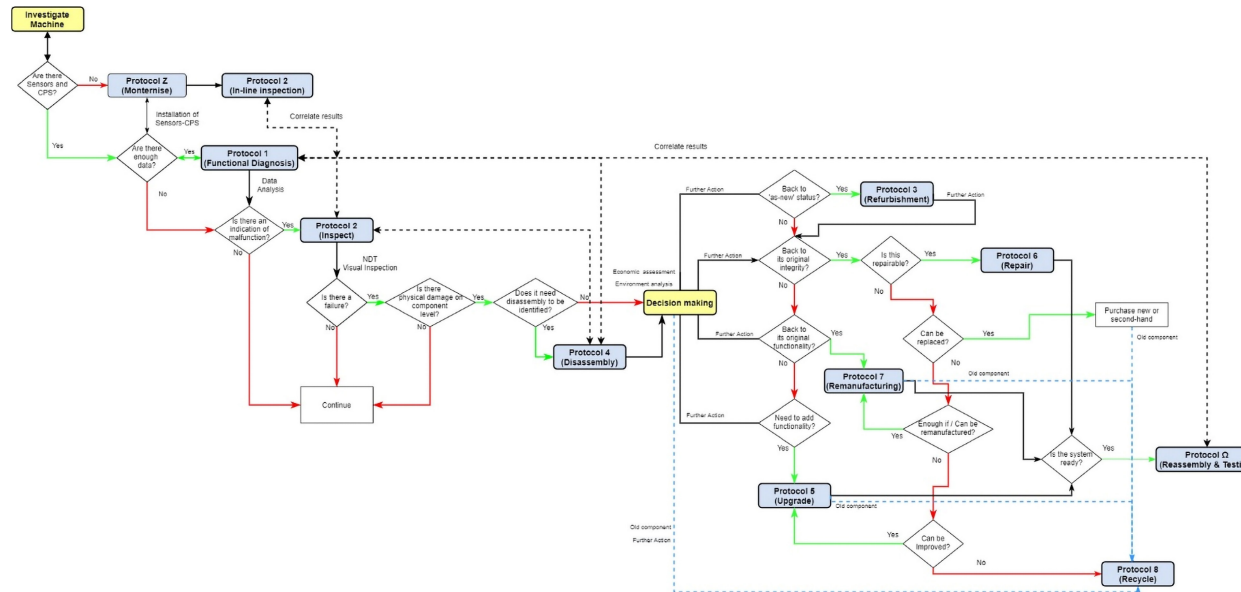 Investigate
Machine
Are there
Sensors and
CPS?
No
Yes
Protocol Z
(Monternise)
Protocol 2
(In-line inspection)
Installation of
Sensors-CPS
Correlate results
Are there
enough
data?
Yes
No
Protocol 1
(Functional Diagnosis)
Data
Analysis
Correlate results
Is there an
indication of
malfunction?
Yes
No
Protocol 2
(Inspect)
NDT
Visual Inspection
Is there a
failure?
Yes
No
Is there
physical damage on
component
level?
Yes
No
Does it need
disassembly to be
identified?
No
Yes
Protocol 4
(Disassembly)
Continue
Economic assessment
Environment analysis
Decision making
Further Action
Back to
'as-new' status?
Yes
No
Protocol 3
(Refurbishment)
Further Action
Further Action
Back to
its original
integrity?
Yes
No
Is this
repairable?
Yes
No
Protocol 6
(Repair)
Further Action
Back to
its original
functionality?
Yes
No
Can be
replaced?
Yes
No
Purchase new or
second-hand
Old component
Protocol 7
(Remanufacturing)
Old component
Further Action
Need to add
functionality?
Yes
Enough if / Can be
remanufactured?
Yes
No
Is the system
ready?
Yes
Protocol Ω
(Reassembly & Testi
Protocol 5
(Upgrade)
Old component
Old component
Further Action
Can be
Improved?
Yes
No
Protocol 8
(Recycle)